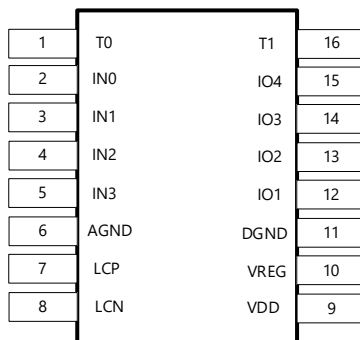 1 T0 T1 16
2 IN0 IO4 15
3 IN1 IO3 14
4 IN2 IO2 13
5 IN3 IO1 12
6 AGND DGND 11
7 LCP VREG 10
8 LCN VDD 9